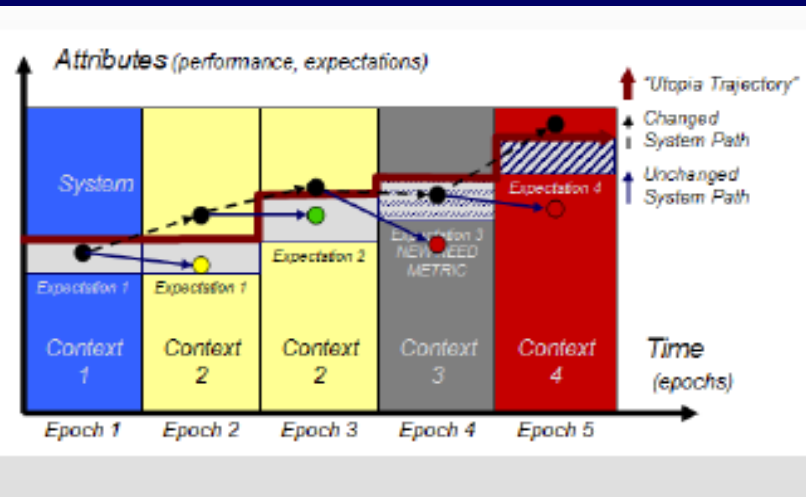 Attributes (performance, expectations)
"Utopia Trajectory"
Changed
System Path
Unchanged
System Path
System
Expectation 1
Expectation 1
Expectation 2
Expectation 3
NEW NEED
METRIC
Expectation 4
Context
1
Context
2
Context
2
Context
3
Context
4
Time
(epochs)
Epoch 1
Epoch 2
Epoch 3
Epoch 4
Epoch 5